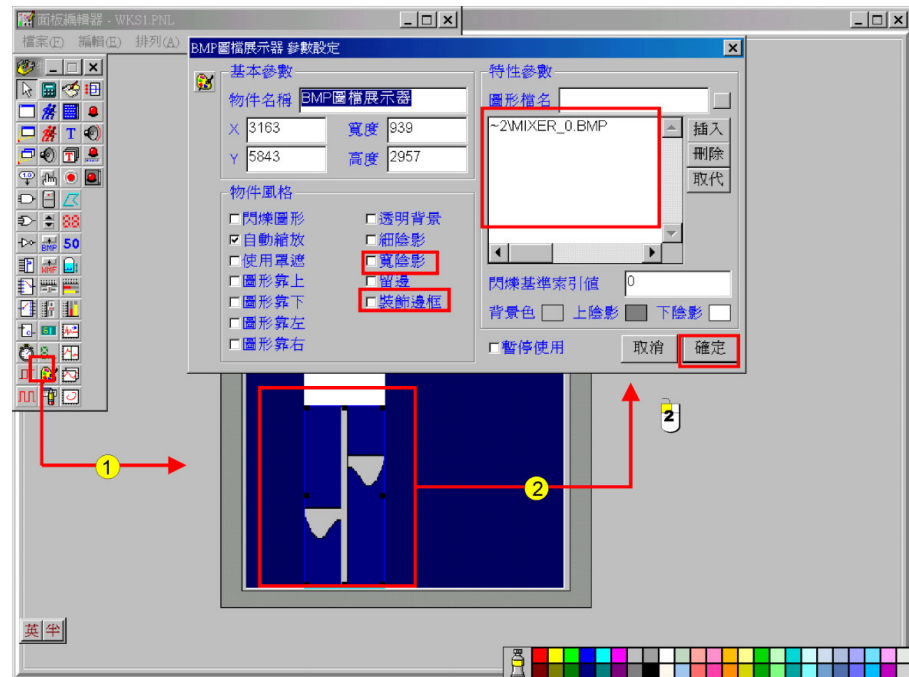 面板編輯器 - WKS1.PNL
檔案(F) 編輯(E) 排列(A)
BMP圖檔展示器 參數設定
基本參數
物件名稱 BMP圖檔展示器
X 3163 寬度 939
Y 5843 高度 2957
物件風格
閃爍圖形 透明背景
自動縮放 細陰影
使用罩遮 寬陰影
圖形靠上 留邊
圖形靠下 裝飾邊框
圖形靠左
圖形靠右
特性參數
圖形檔名
~2\MIXER_0.BMP
插入
刪除
取代
閃爍基準索引值 0
背景色 上陰影 下陰影
暫停使用 取消 確定
T
T
1.0
88
BMP 50
WMF
51
1
2
2
英 半